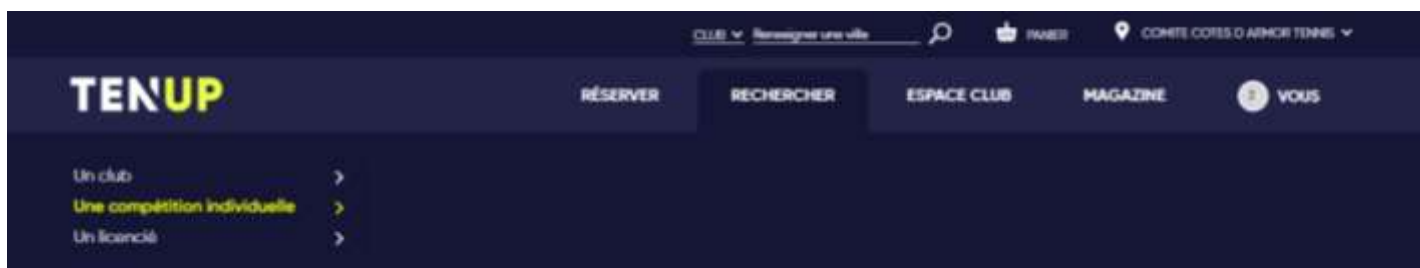 CLUB Renseigner une ville PANIER COMITE COTES D ARMOR TENNIS
TENUP RÉSERVER RECHERCHER ESPACE CLUB MAGAZINE VOUS
Un club
Une compétition individuelle
Un licencié